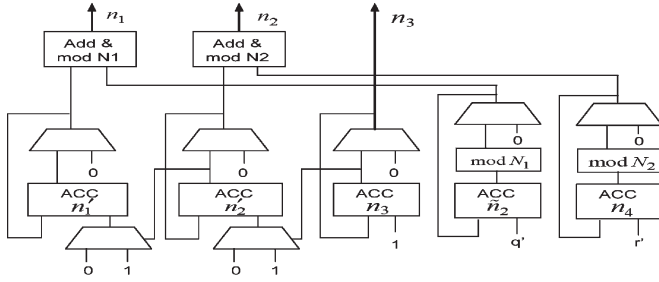 n₁ n₂ n₃
Add & mod N1 Add & mod N2
0 0 0 0 0
mod N₁ mod N₂
ACC n₁′ ACC n₂′ ACC n₃ ACC ñ₂ ACC n₄
1 q' r'
0 1 0 1